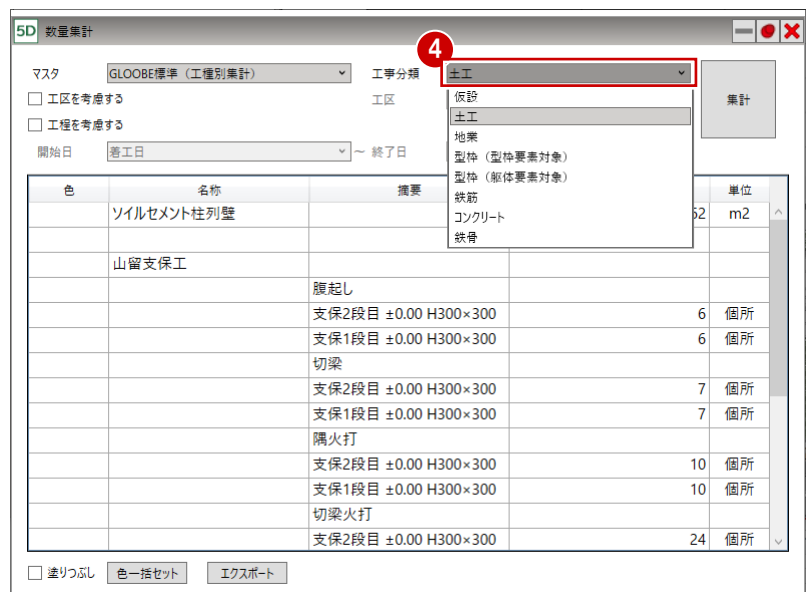 5D 数量集計
4
マスタ GLOOBE標準（工種別集計） 工事分類 土工
工区を考慮する 工区
工程を考慮する
開始日 着工日 ～ 終了日
集計
仮設
土工
地業
型枠（型枠要素対象）
型枠（躯体要素対象）
鉄筋
コンクリート
鉄骨
色 名称 摘要 単位
ソイルセメント柱列壁 52 m2
山留支保工
腹起し
支保2段目 ±0.00 H300×300 6 個所
支保1段目 ±0.00 H300×300 6 個所
切梁
支保2段目 ±0.00 H300×300 7 個所
支保1段目 ±0.00 H300×300 7 個所
隅火打
支保2段目 ±0.00 H300×300 10 個所
支保1段目 ±0.00 H300×300 10 個所
切梁火打
支保2段目 ±0.00 H300×300 24 個所
塗りつぶし 色一括セット エクスポート